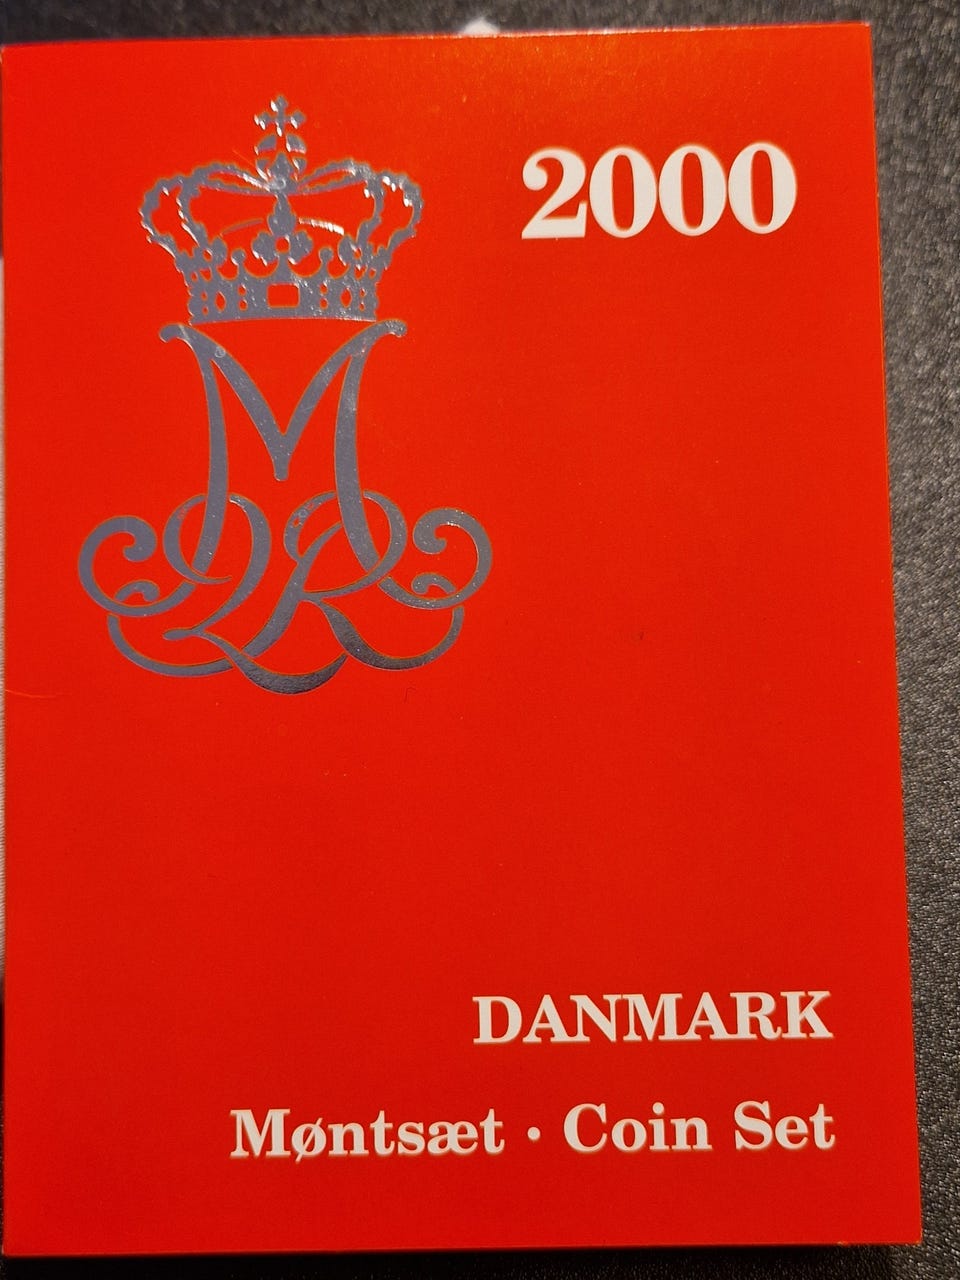 2000
DANMARK
Møntsæt · Coin Set